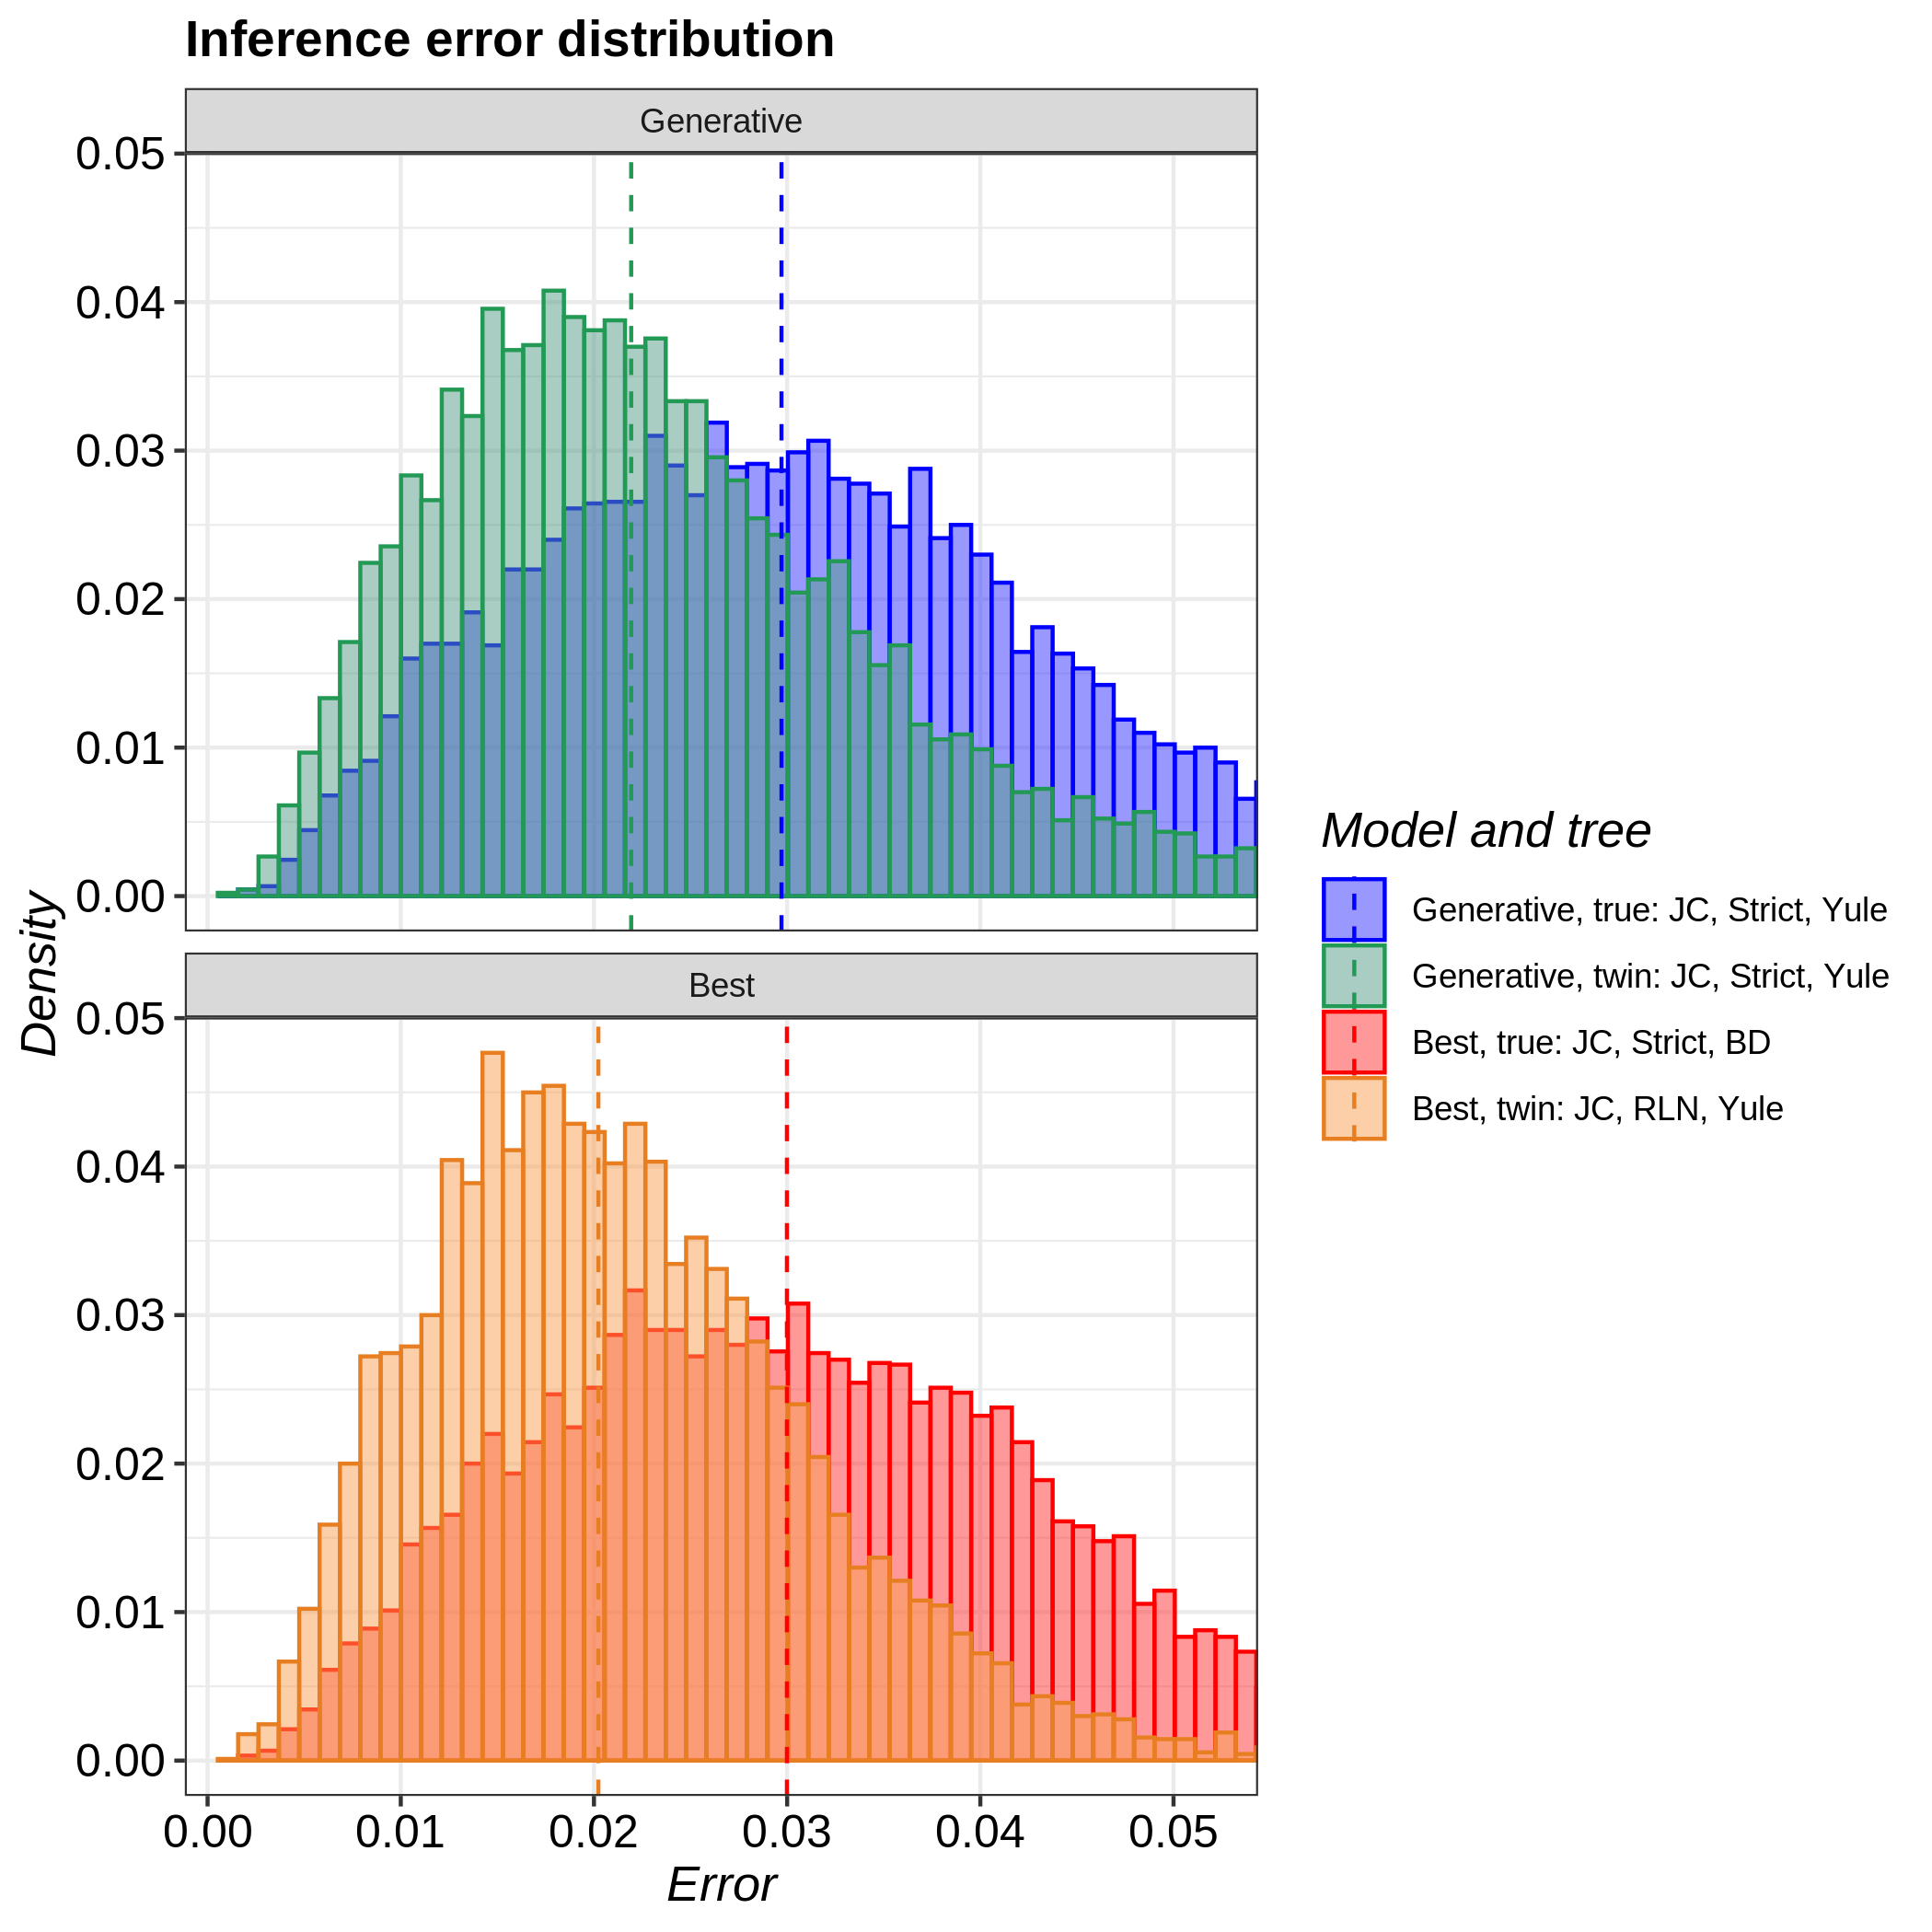 Inference error distribution
Generative
0.05
0.04
0.03
0.02
0.01
0.00
Density
Best
0.05
0.04
0.03
0.02
0.01
0.00
0.00 0.01 0.02 0.03 0.04 0.05
Error
Model and tree
Generative, true: JC, Strict, Yule
Generative, twin: JC, Strict, Yule
Best, true: JC, Strict, BD
Best, twin: JC, RLN, Yule